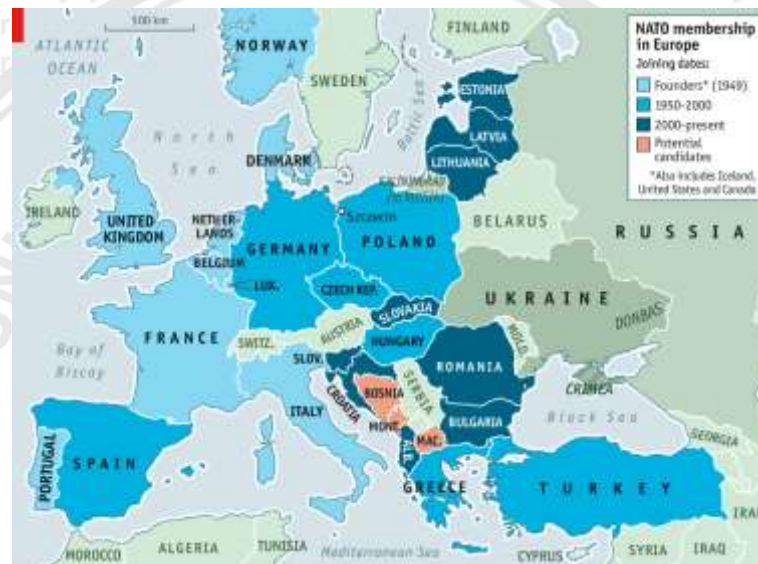 500 km
ATLANTIC
OCEAN
NORWAY
FINLAND
SWEDEN
NATO membership
in Europe
Joining dates:
Founders* (1949)
1950-2000
2000-present
Potential
candidates
*Also includes Iceland,
United States and Canada
Baltic Sea
ESTONIA
LATVIA
LITHUANIA
North
Sea
DENMARK
IRELAND
UNITED
KINGDOM
NETHER-
LANDS
BELGIUM
LUX.
GERMANY
Szczecin
POLAND
BELARUS
RUSSIA
CZECH REP.
SLOVAKIA
UKRAINE
DONBAS
FRANCE
SWITZ.
AUSTRIA
HUNGARY
MOLD.
Bay of
Biscay
SLOV.
ROMANIA
CRIMEA
CROATIA
BOSNIA
SERBIA
ITALY
MONT.
BULGARIA
Black Sea
GEORGIA
PORTUGAL
SPAIN
ALB.
MAC.
GREECE
TURKEY
MOROCCO
ALGERIA
TUNISIA
Mediterranean Sea
CYPRUS
SYRIA
IRAQ